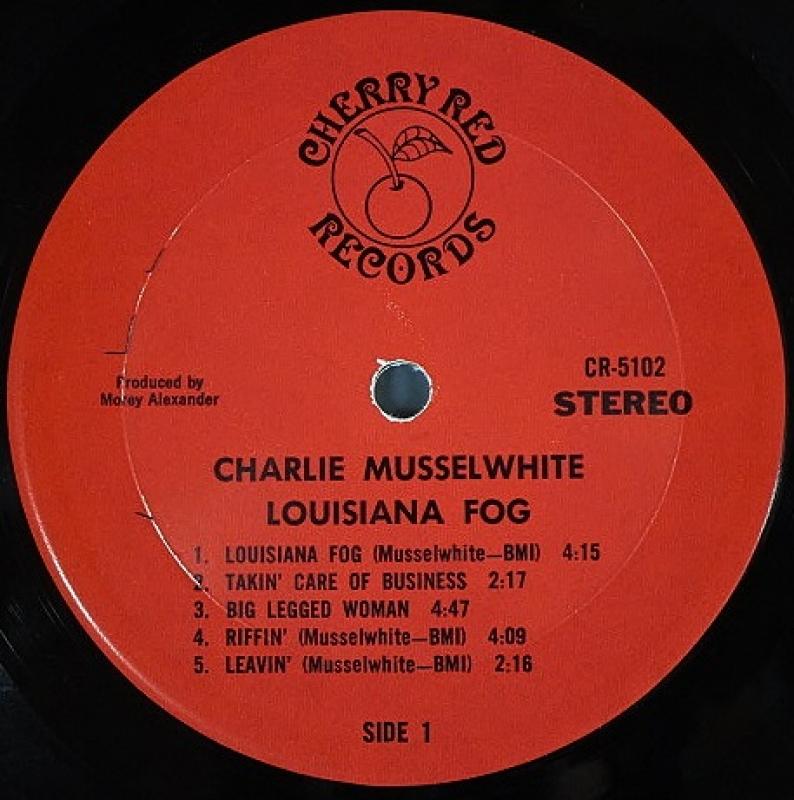 CHERRY RED
RECORDS
CR-5102
STEREO
Produced by
Morey Alexander
CHARLIE MUSSELWHITE
LOUISIANA FOG
1. LOUISIANA FOG (Musselwhite—BMI) 4:15
2. TAKIN' CARE OF BUSINESS 2:17
3. BIG LEGGED WOMAN 4:47
4. RIFFIN' (Musselwhite—BMI) 4:09
5. LEAVIN' (Musselwhite—BMI) 2:16
SIDE 1